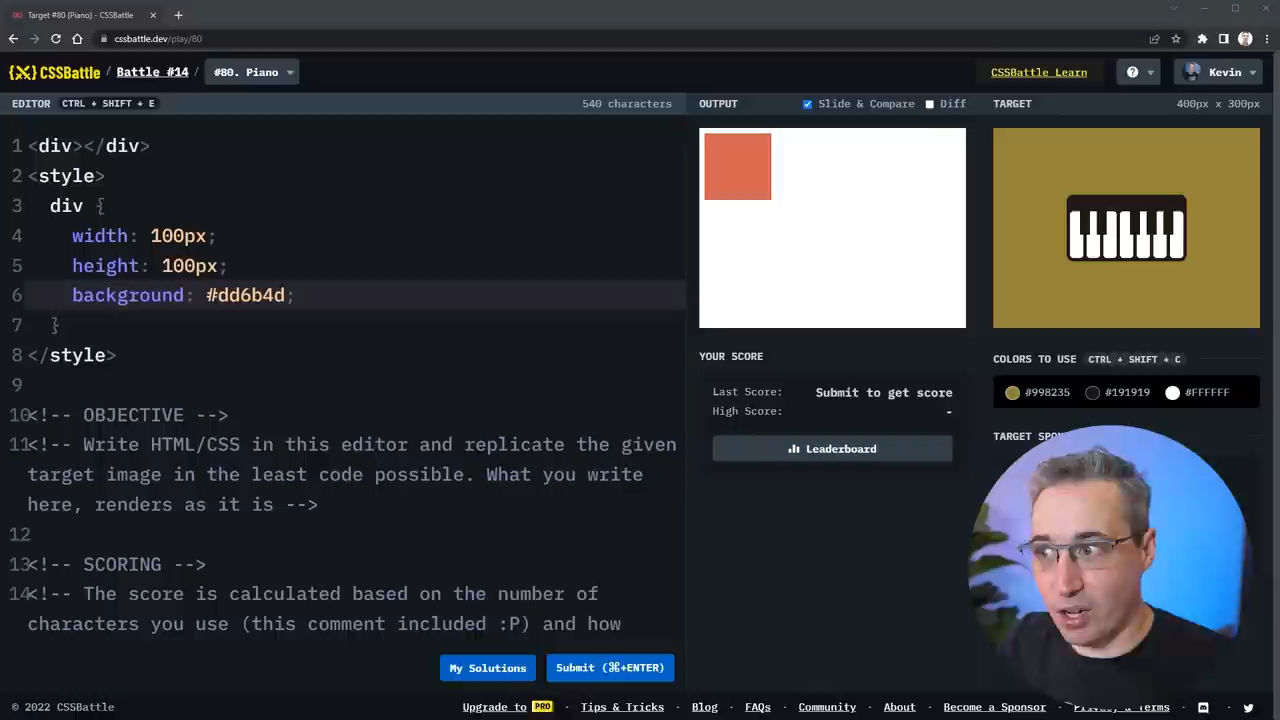 Target #80 (Piano) - CSSBattle
cssbattle.dev/play/80
{X} CSSBattle / Battle #14 / #80. Piano
CSSBattle Learn
Kevin
EDITOR CTRL + SHIFT + E 540 characters
OUTPUT Slide & Compare Diff
TARGET 400px x 300px
1 <div></div>
2 <style>
3 div {
4 width: 100px;
5 height: 100px;
6 background: #dd6b4d;
7 }
8 </style>
9
10 <!-- OBJECTIVE -->
11 <!-- Write HTML/CSS in this editor and replicate the given
target image in the least code possible. What you write
here, renders as it is -->
12
13 <!-- SCORING -->
14 <!-- The score is calculated based on the number of
characters you use (this comment included :P) and how
My Solutions
Submit (⌘+ENTER)
YOUR SCORE
Last Score: Submit to get score
High Score: -
Leaderboard
COLORS TO USE CTRL + SHIFT + C
#998235 #191919 #FFFFFF
TARGET
© 2022 CSSBattle
Upgrade to PRO · Tips & Tricks · Blog · FAQs · Community · About · Become a Sponsor · Privacy & Terms